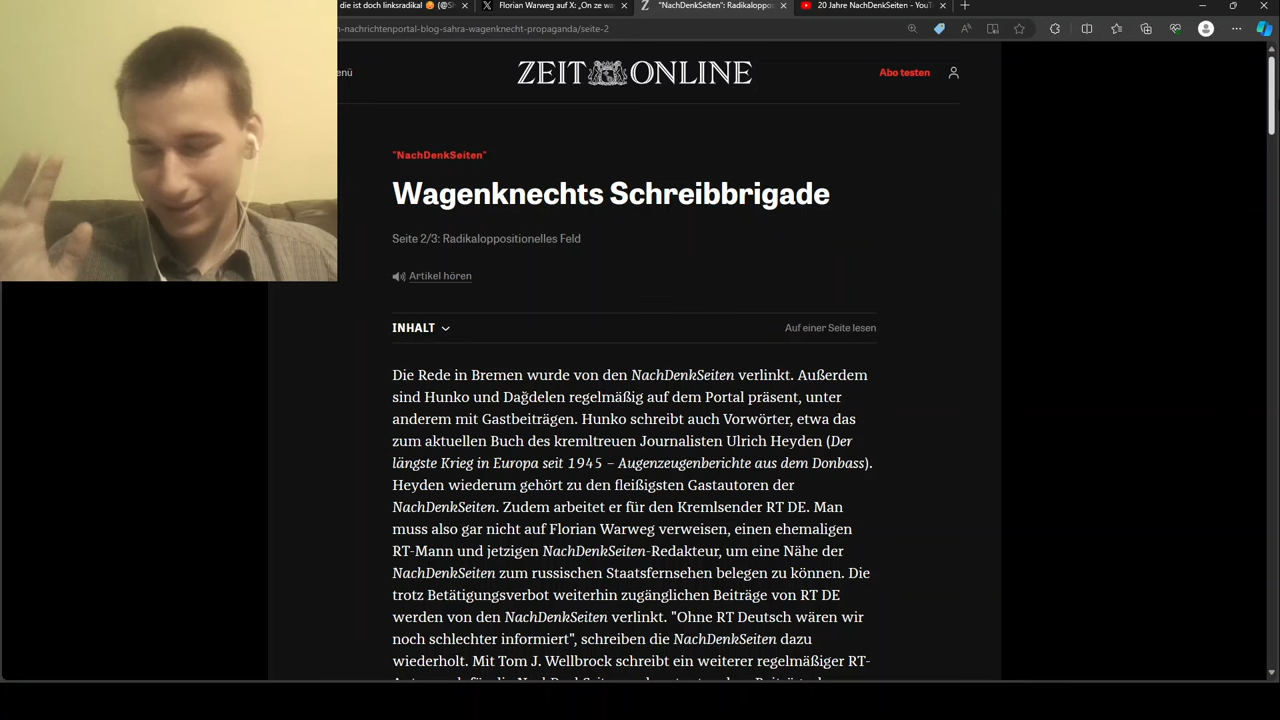 die ist doch linksradikal 🤡 (@S
Florian Warweg auf X: „On ze wa
"NachDenkSeiten": Radikaloppos
20 Jahre NachDenkSeiten - YouT
n-nachrichtenportal-blog-sahra-wagenknecht-propaganda/seite-2
enü
ZEIT ONLINE
Abo testen
"NachDenkSeiten"
Wagenknechts Schreibbrigade
Seite 2/3: Radikaloppositionelles Feld
Artikel hören
INHALT
Auf einer Seite lesen
Die Rede in Bremen wurde von den NachDenkSeiten verlinkt. Außerdem
sind Hunko und Dağdelen regelmäßig auf dem Portal präsent, unter
anderem mit Gastbeiträgen. Hunko schreibt auch Vorwörter, etwa das
zum aktuellen Buch des kremltreuen Journalisten Ulrich Heyden (Der
längste Krieg in Europa seit 1945 – Augenzeugenberichte aus dem Donbass).
Heyden wiederum gehört zu den fleißigsten Gastautoren der
NachDenkSeiten. Zudem arbeitet er für den Kremlsender RT DE. Man
muss also gar nicht auf Florian Warweg verweisen, einen ehemaligen
RT-Mann und jetzigen NachDenkSeiten-Redakteur, um eine Nähe der
NachDenkSeiten zum russischen Staatsfernsehen belegen zu können. Die
trotz Betätigungsverbot weiterhin zugänglichen Beiträge von RT DE
werden von den NachDenkSeiten verlinkt. "Ohne RT Deutsch wären wir
noch schlechter informiert", schreiben die NachDenkSeiten dazu
wiederholt. Mit Tom J. Wellbrock schreibt ein weiterer regelmäßiger RT-